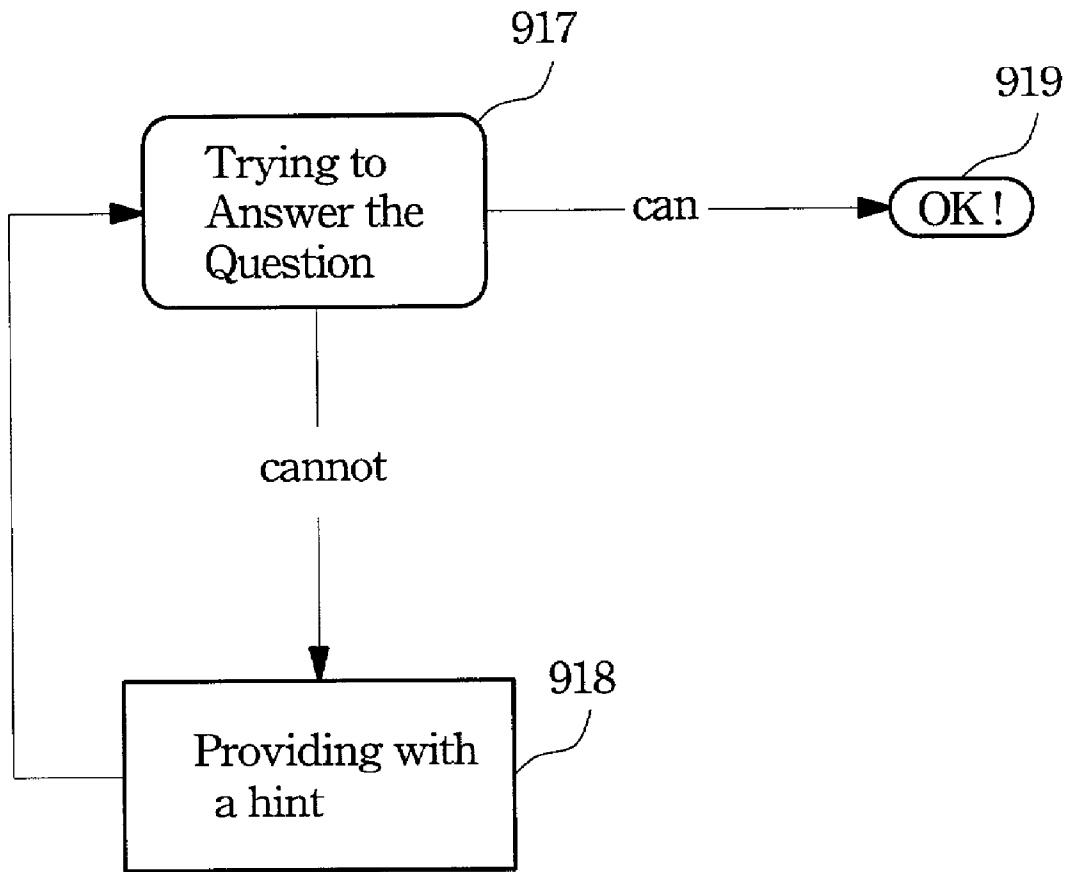 917
919
Trying to
Answer the
Question
can
OK !
cannot
918
Providing with
a hint